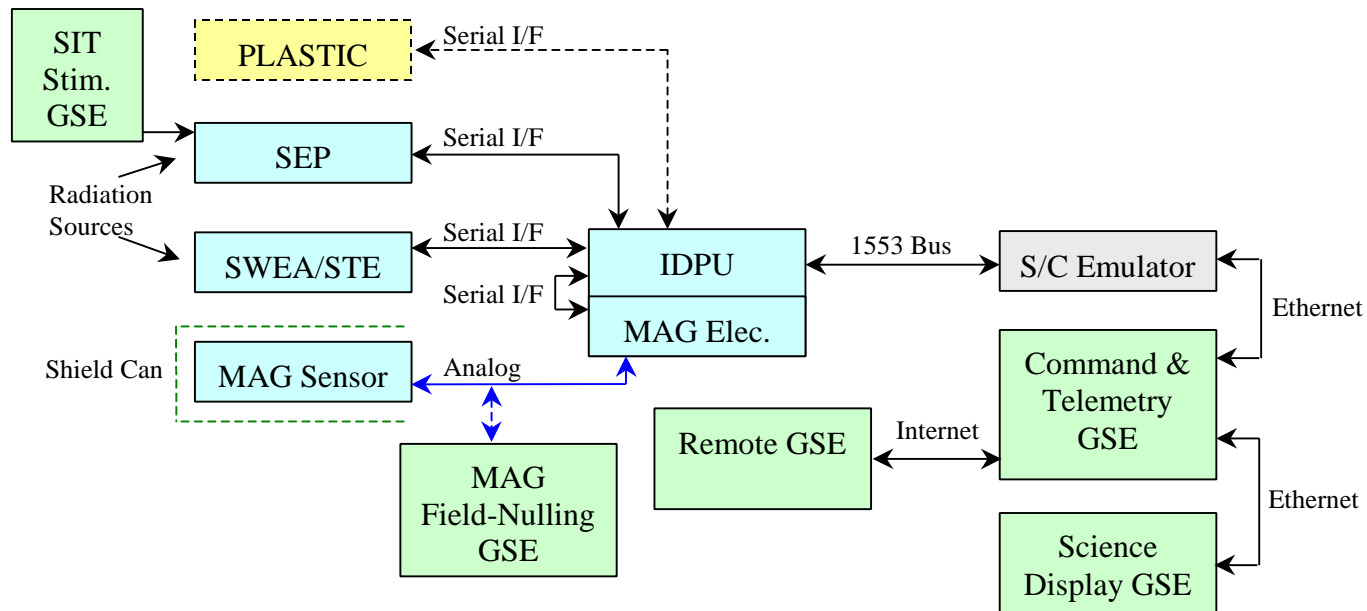 SIT
Stim.
GSE
PLASTIC
Serial I/F
SEP
Serial I/F
Radiation
Sources
SWEA/STE
Serial I/F
IDPU
1553 Bus
S/C Emulator
Serial I/F
MAG Elec.
Ethernet
Shield Can
MAG Sensor
Analog
Command &
Telemetry
GSE
Remote GSE
Internet
MAG
Field-Nulling
GSE
Ethernet
Science
Display GSE